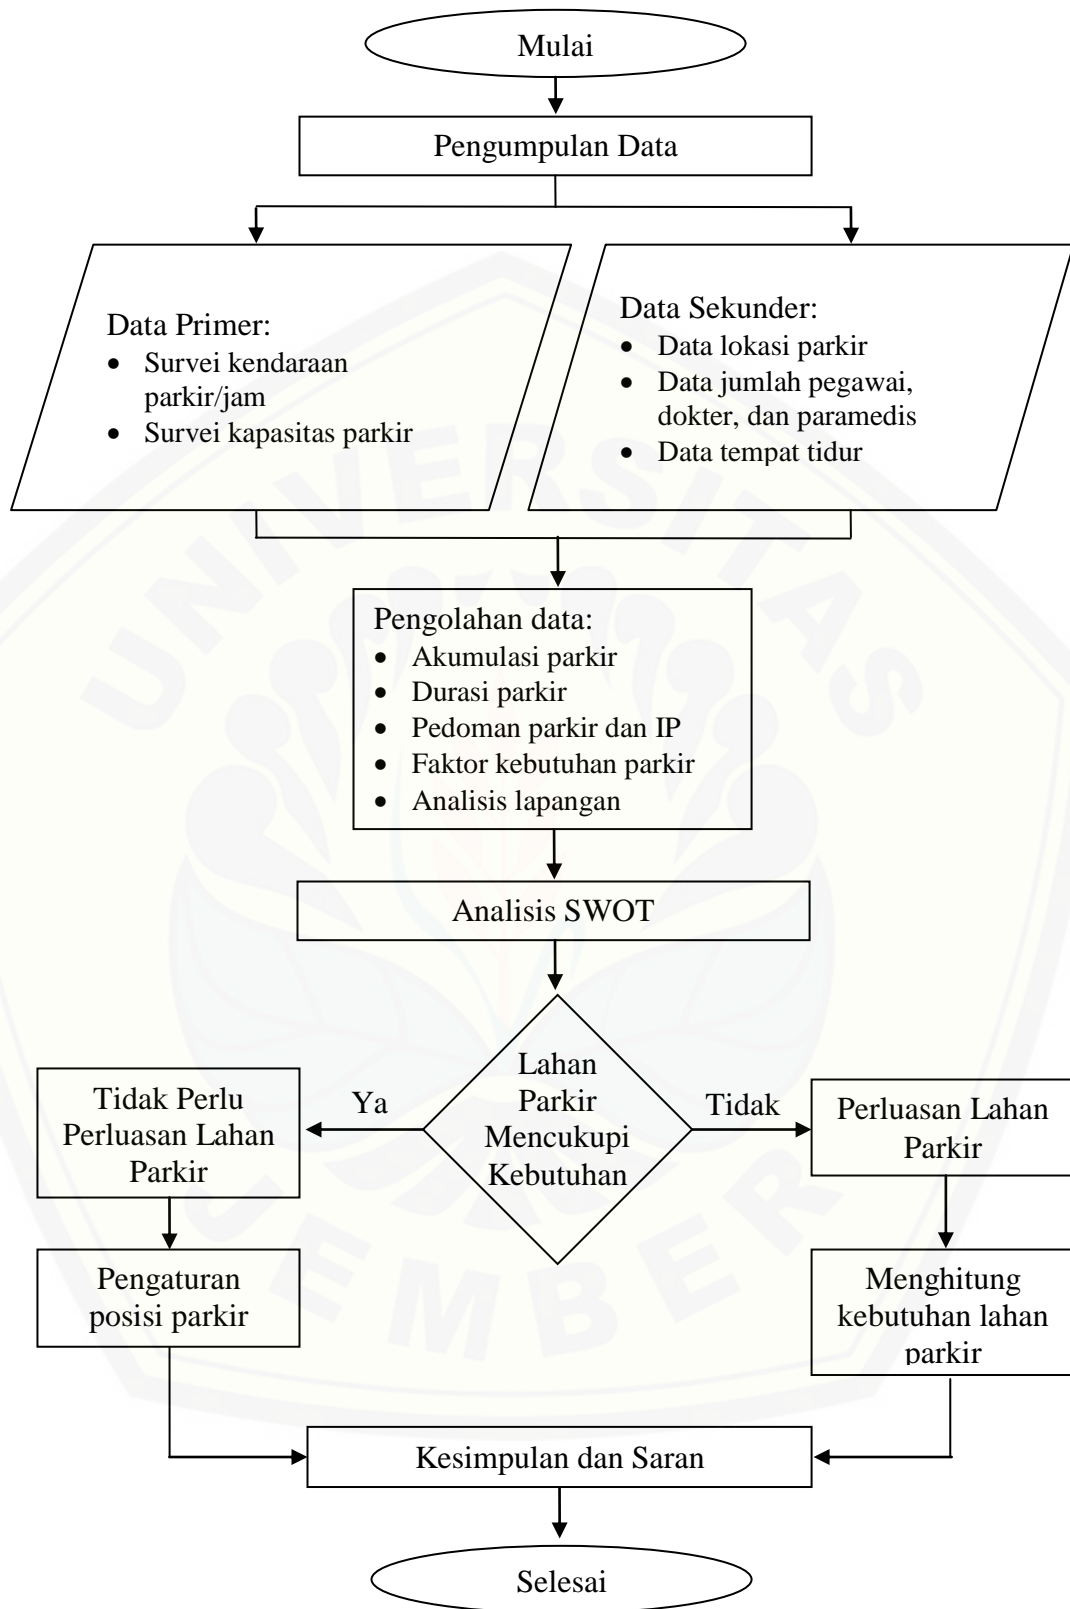 Mulai
Pengumpulan Data
Data Primer:
• Survei kendaraan
parkir/jam
• Survei kapasitas parkir
Data Sekunder:
• Data lokasi parkir
• Data jumlah pegawai,
dokter, dan paramedis
• Data tempat tidur
Pengolahan data:
• Akumulasi parkir
• Durasi parkir
• Pedoman parkir dan IP
• Faktor kebutuhan parkir
• Analisis lapangan
Analisis SWOT
Lahan
Parkir
Mencukupi
Kebutuhan
Ya
Tidak
Tidak Perlu
Perluasan Lahan
Parkir
Perluasan Lahan
Parkir
Pengaturan
posisi parkir
Menghitung
kebutuhan lahan
parkir
Kesimpulan dan Saran
Selesai
UNIVERSITAS
JEMBER